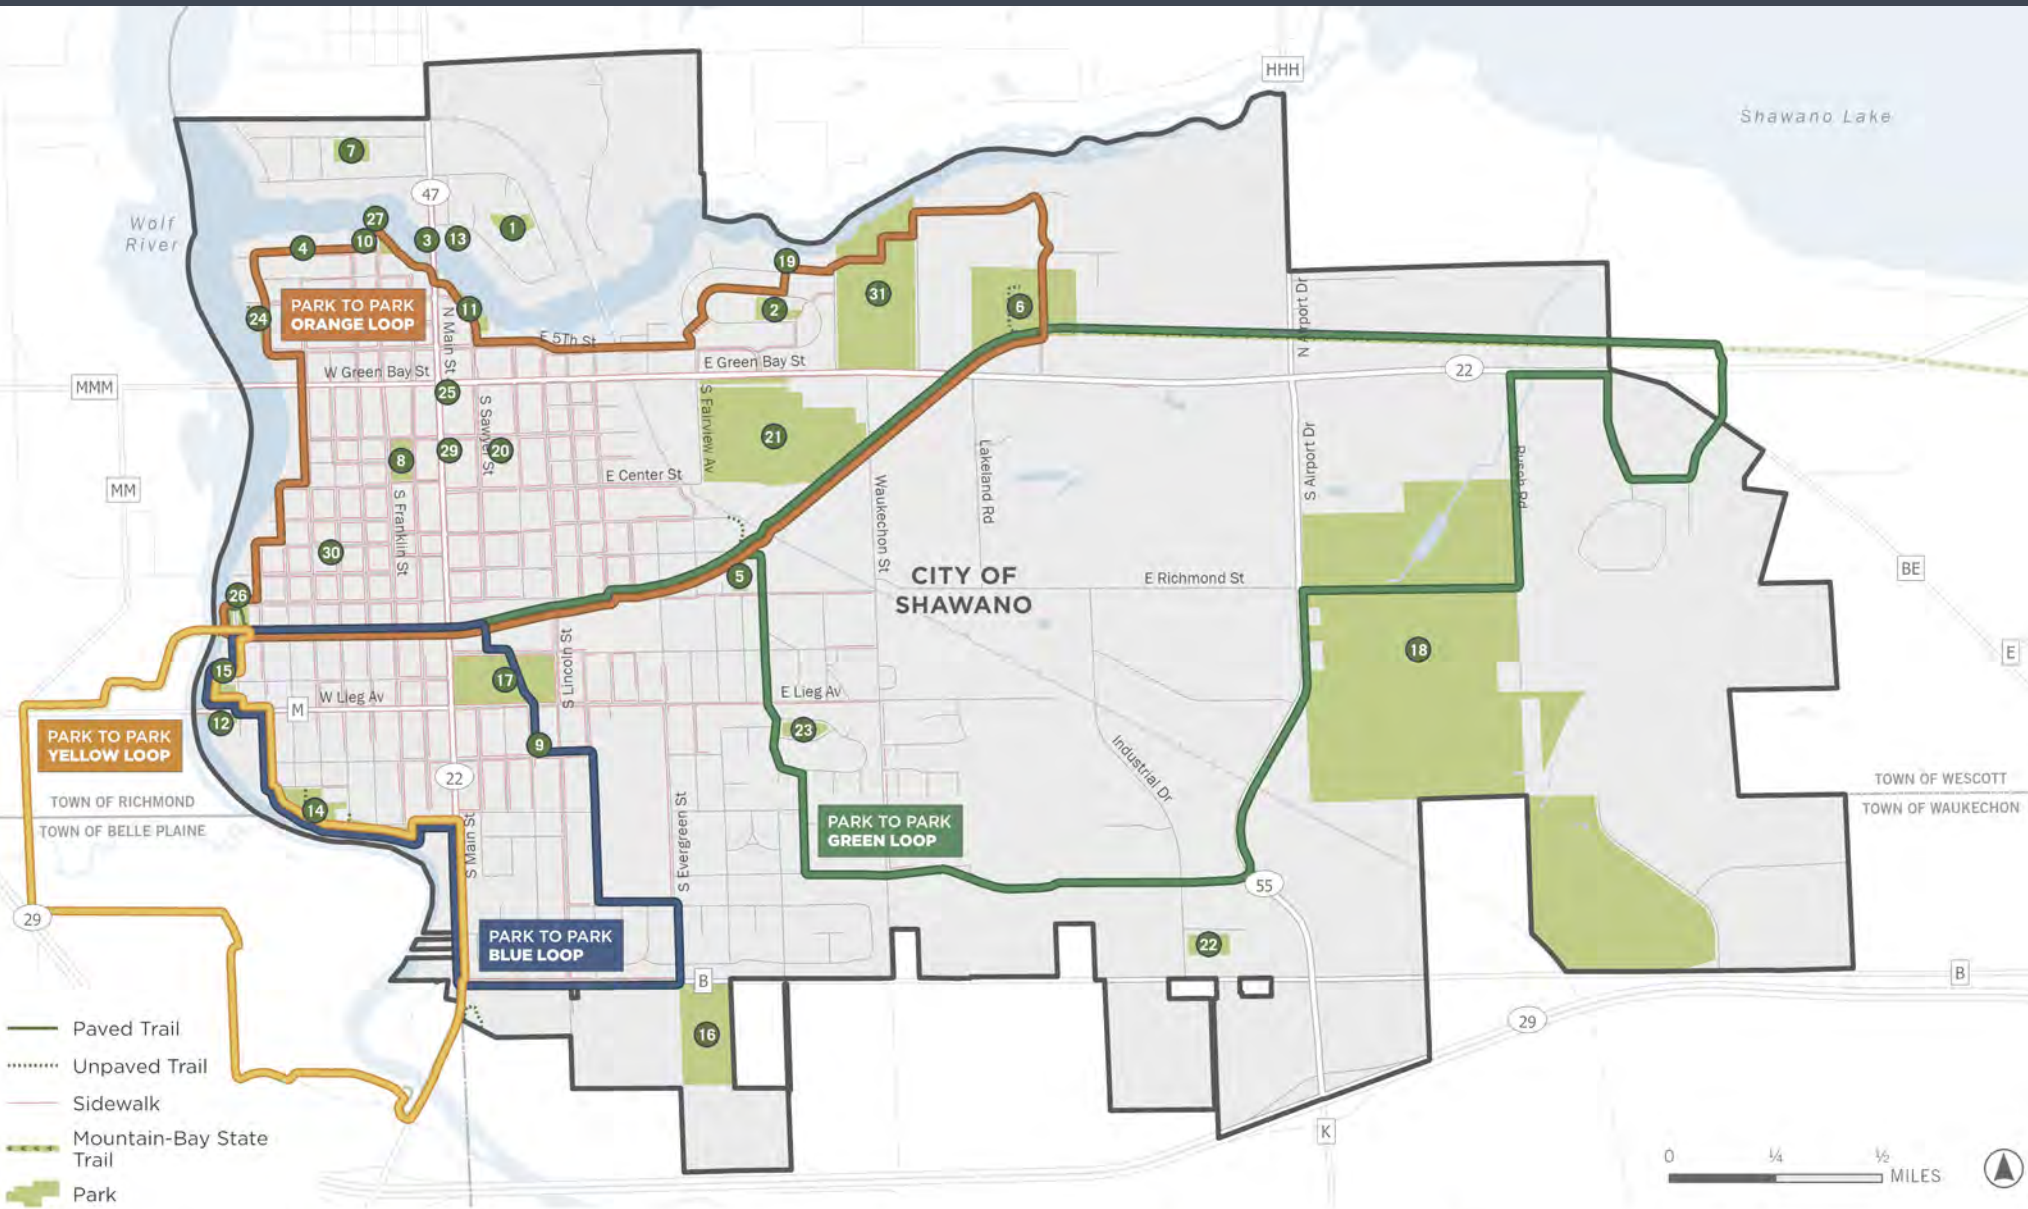 HHH
Shawano Lake
7
47
Wolf
River
27
10
4
3
13
1
19
31
PARK TO PARK
ORANGE LOOP
24
11
2
6
N Main St
E 5Th St
N Airport Dr
E Green Bay St
W Green Bay St
22
MMM
25
S Sawyer St
S Fairview Av
21
8
29
20
E Center St
Lakeland Rd
S Airport Dr
Rusch Rd
MM
S Franklin St
Waukechon St
30
5
CITY OF
SHAWANO
E Richmond St
BE
26
S Lincoln St
18
E
15
17
W Lieg Av
M
E Lieg Av
12
23
9
PARK TO PARK
YELLOW LOOP
Industrial Dr
22
TOWN OF RICHMOND
TOWN OF BELLE PLAINE
14
TOWN OF WESCOTT
TOWN OF WAUKECHON
S Main St
S Evergreen St
PARK TO PARK
GREEN LOOP
55
29
PARK TO PARK
BLUE LOOP
22
B
B
16
29
K
Paved Trail
Unpaved Trail
Sidewalk
Mountain-Bay State
Trail
Park
0
¼
½
MILES